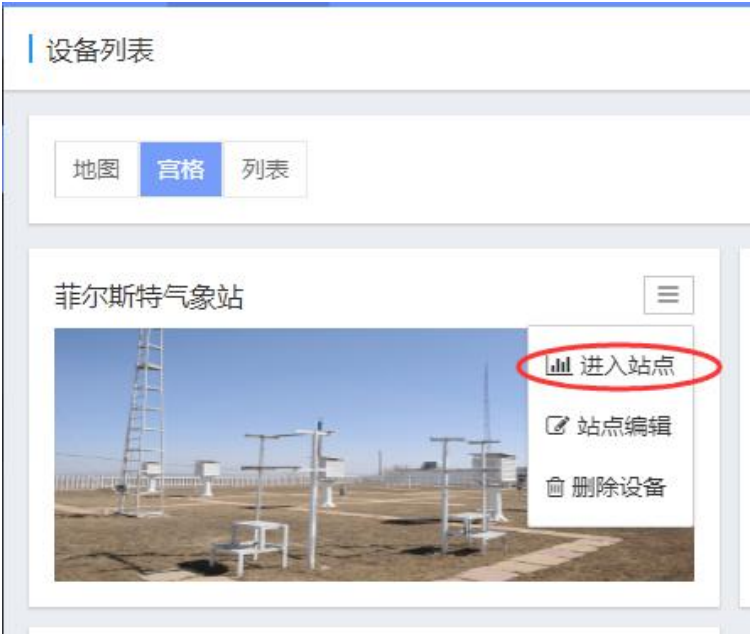 设备列表
地图 宫格 列表
菲尔斯特气象站
进入站点
站点编辑
删除设备